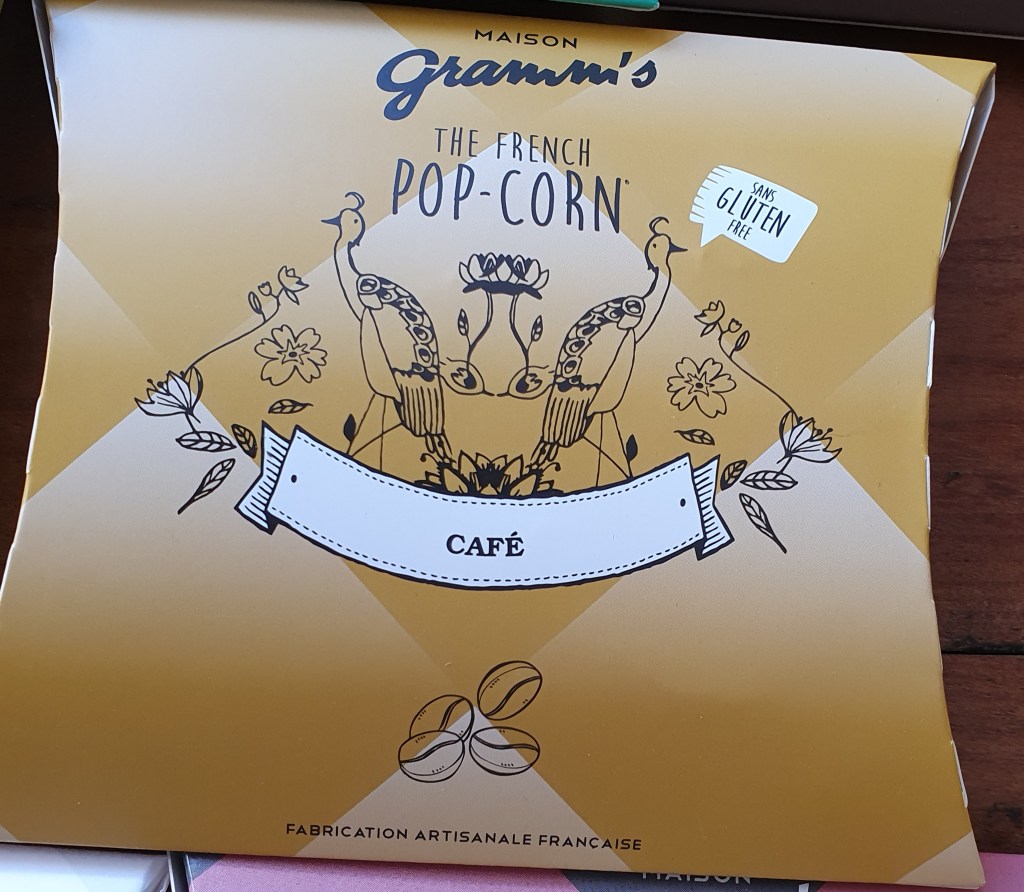 MAISON
Gramm's
THE FRENCH
POP-CORN
SANS
GLUTEN
FREE
CAFÉ
FABRICATION ARTISANALE FRANÇAISE
MAISON